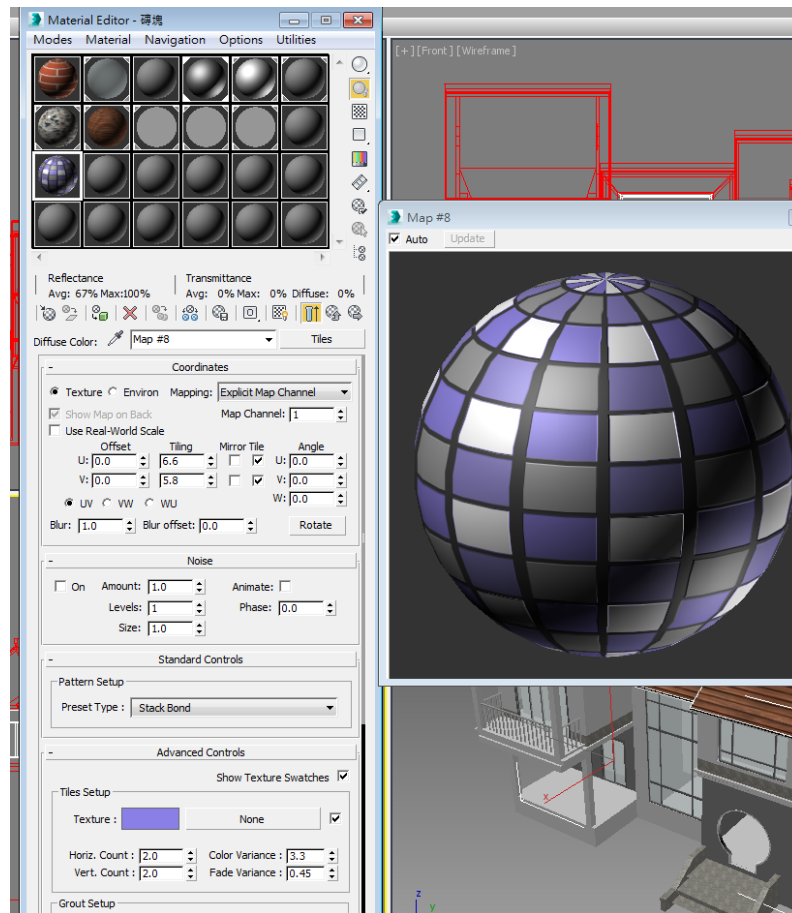 Material Editor - 磚塊
Modes Material Navigation Options Utilities
[+] [Front] [Wireframe]
Map #8
Auto Update
Reflectance Transmittance
Avg: 67% Max:100% Avg: 0% Max: 0% Diffuse: 0%
Diffuse Color: Map #8 Tiles
- Coordinates
Texture Environ Mapping: Explicit Map Channel
Show Map on Back Map Channel: 1
Use Real-World Scale
Offset Tiling Mirror Tile Angle
U: 0.0 6.6 U: 0.0
V: 0.0 5.8 V: 0.0
W: 0.0
UV VW WU
Blur: 1.0 Blur offset: 0.0 Rotate
- Noise
On Amount: 1.0 Animate:
Levels: 1 Phase: 0.0
Size: 1.0
- Standard Controls
Pattern Setup
Preset Type : Stack Bond
- Advanced Controls
Show Texture Swatches
Tiles Setup
Texture : None
Horiz. Count : 2.0 Color Variance : 3.3
Vert. Count : 2.0 Fade Variance : 0.45
Grout Setup
x
z
y